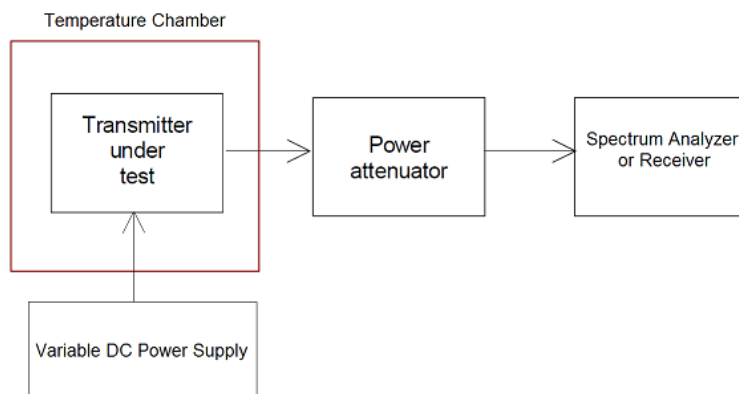 Temperature Chamber
Transmitter
under
test
Power
attenuator
Spectrum Analyzer
or Receiver
Variable DC Power Supply